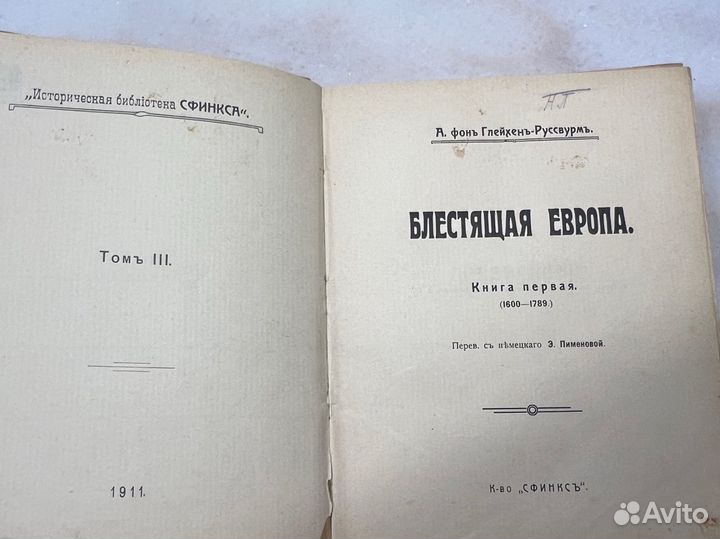 „Историческая библіотека СФИНКСА“.
Томъ III.
1911.
НП
А. фонъ Глейхенъ-Руссвурмъ.
БЛЕСТЯЩАЯ ЕВРОПА.
Книга первая.
(1600—1789.)
Перев. съ нѣмецкаго Э. Пименовой.
К-во „СФИНКСЪ“.
Avito